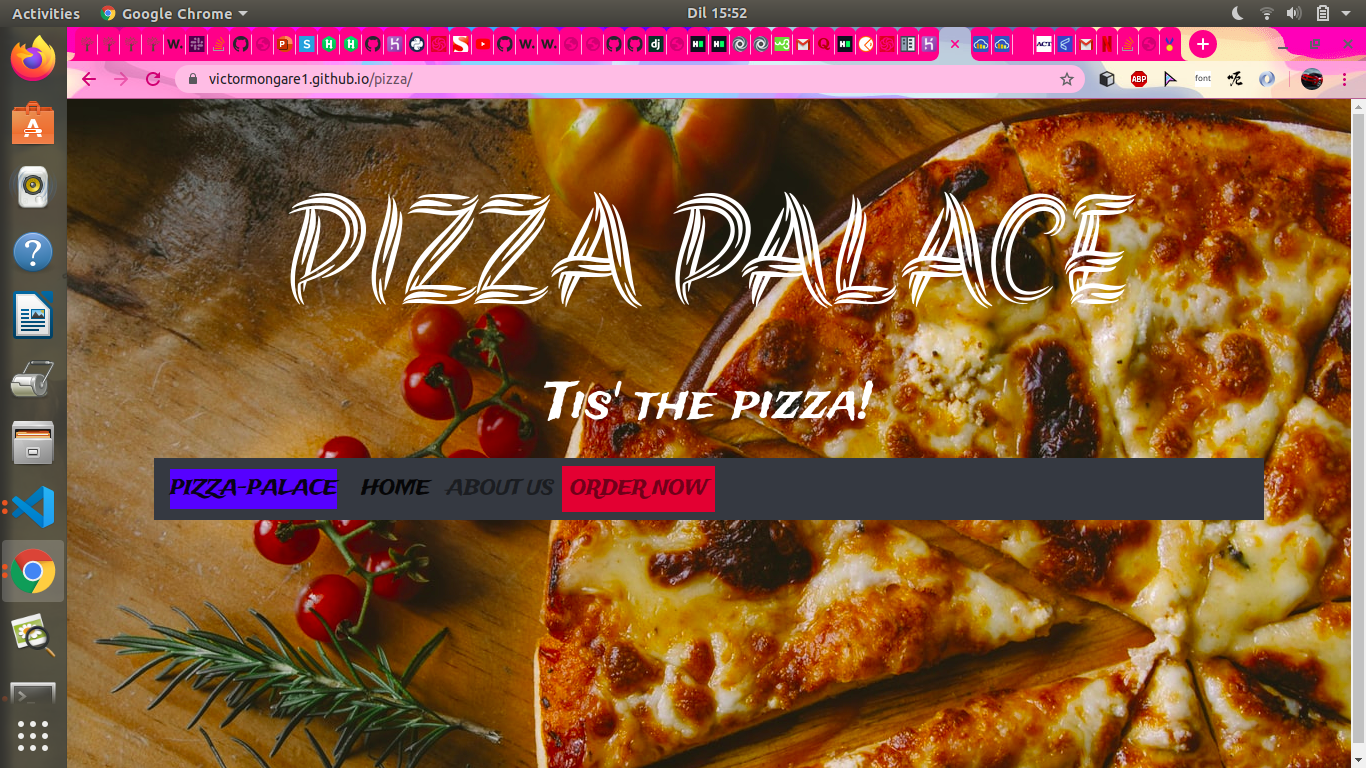 Activities Google Chrome Dil 15:52
victormongare1.github.io/pizza/
ABP font
PIZZA PALACE
Tis' the pizza!
PIZZA-PALACE HOME ABOUT US ORDER NOW